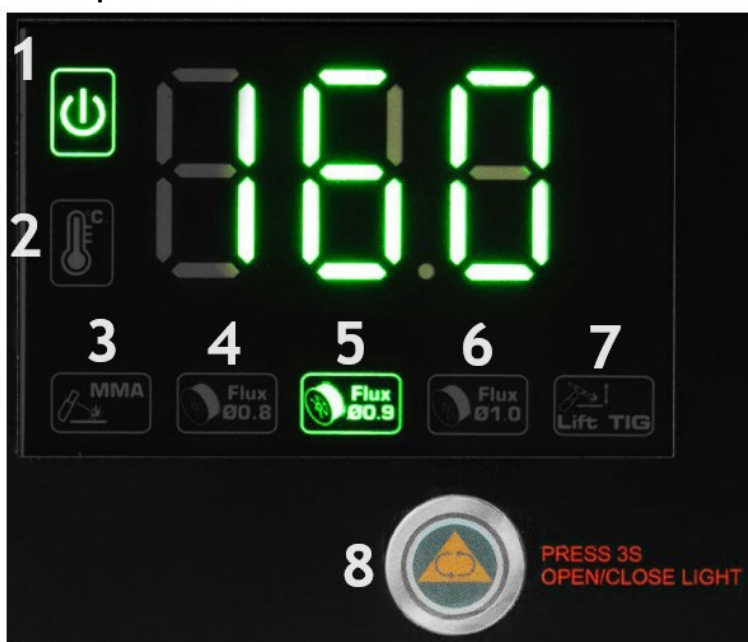 1
160
2
°C
3
4
5
6
7
MMA
Flux
Ø0.8
Flux
Ø0.9
Flux
Ø1.0
Lift TIG
8
PRESS 3S
OPEN/CLOSE LIGHT